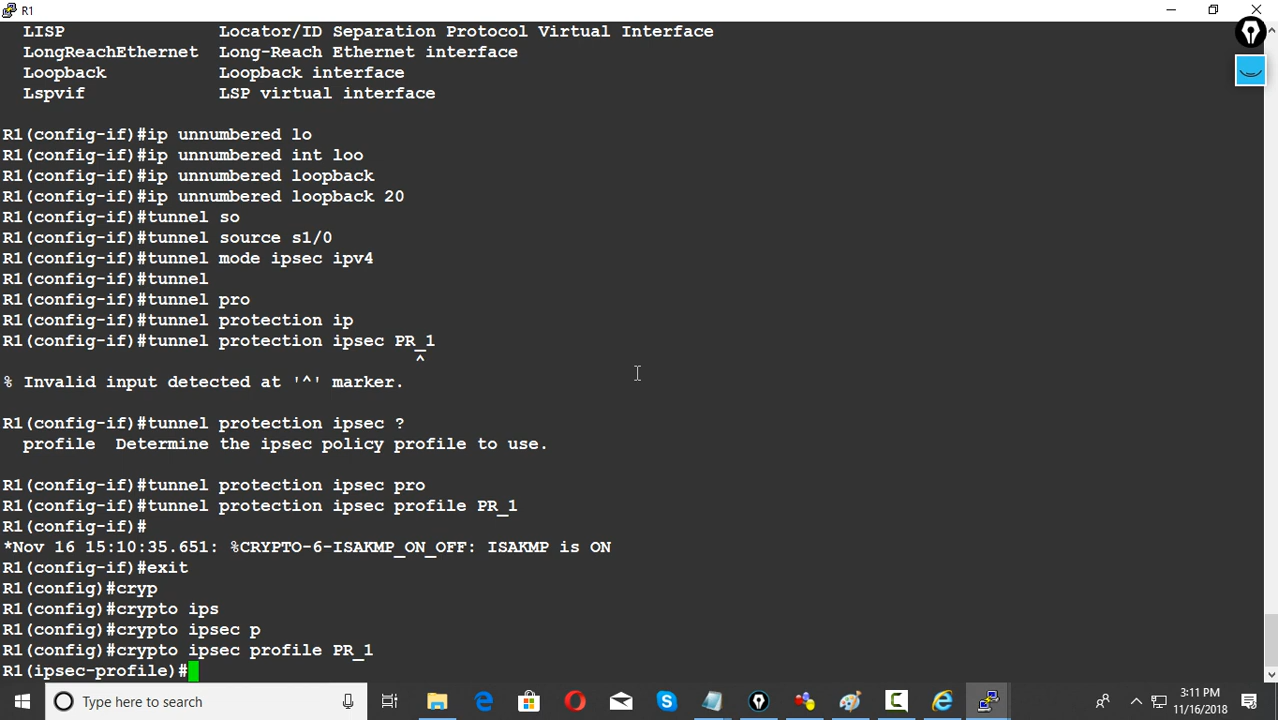 R1
LISP                  Locator/ID Separation Protocol Virtual Interface
LongReachEthernet  Long-Reach Ethernet interface
Loopback           Loopback interface
Lspvif             LSP virtual interface
R1(config-if)#ip unnumbered lo
R1(config-if)#ip unnumbered int loo
R1(config-if)#ip unnumbered loopback
R1(config-if)#ip unnumbered loopback 20
R1(config-if)#tunnel so
R1(config-if)#tunnel source s1/0
R1(config-if)#tunnel mode ipsec ipv4
R1(config-if)#tunnel
R1(config-if)#tunnel pro
R1(config-if)#tunnel protection ip
R1(config-if)#tunnel protection ipsec PR_1
^
% Invalid input detected at '^' marker.
R1(config-if)#tunnel protection ipsec ?
profile  Determine the ipsec policy profile to use.
R1(config-if)#tunnel protection ipsec pro
R1(config-if)#tunnel protection ipsec profile PR_1
R1(config-if)#
*Nov 16 15:10:35.651: %CRYPTO-6-ISAKMP_ON_OFF: ISAKMP is ON
R1(config-if)#exit
R1(config)#cryp
R1(config)#crypto ips
R1(config)#crypto ipsec p
R1(config)#crypto ipsec profile PR_1
R1(ipsec-profile)#
Type here to search
3:11 PM
11/16/2018